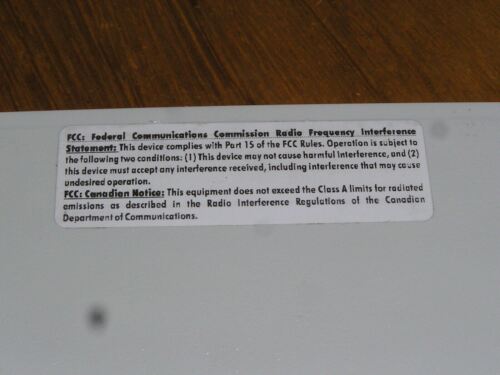 FCC: Federal Communications Commission Radio Frequency Interference
Statement: This device complies with Part 15 of the FCC Rules. Operation is subject to
the following two conditions: (1) This device may not cause harmful interference, and (2)
this device must accept any interference received, including interference that may cause
undesired operation.
FCC: Canadian Notice: This equipment does not exceed the Class A limits for radiated
emissions as described in the Radio Interference Regulations of the Canadian
Department of Communications.